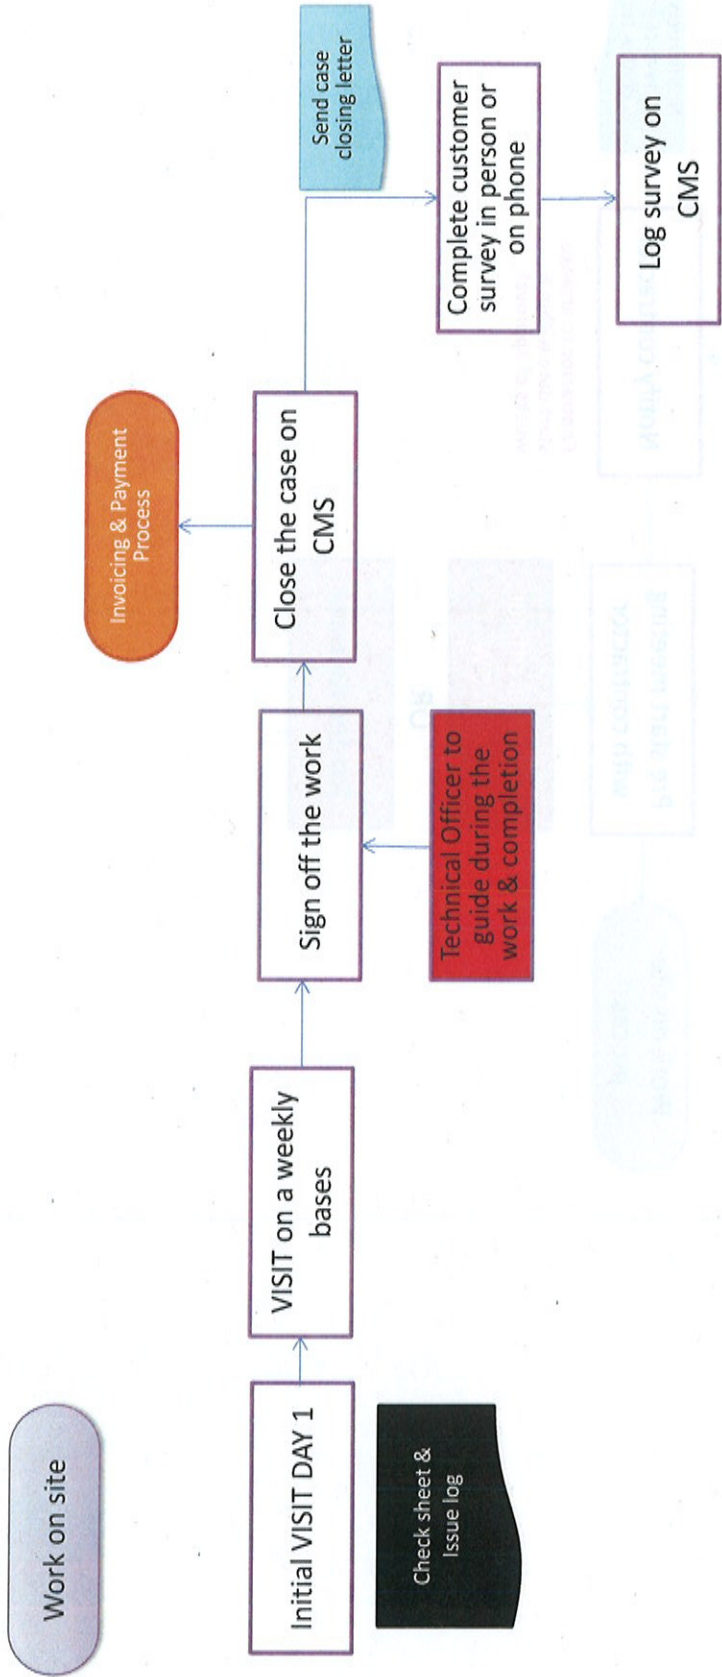 Work on site
Initial VISIT DAY 1
Check sheet &
Issue log
VISIT on a weekly
bases
Sign off the work
Technical Officer to
guide during the
work & completion
Close the case on
CMS
Invoicing & Payment
Process
Send case
closing letter
Complete customer
survey in person or
on phone
Log survey on
CMS